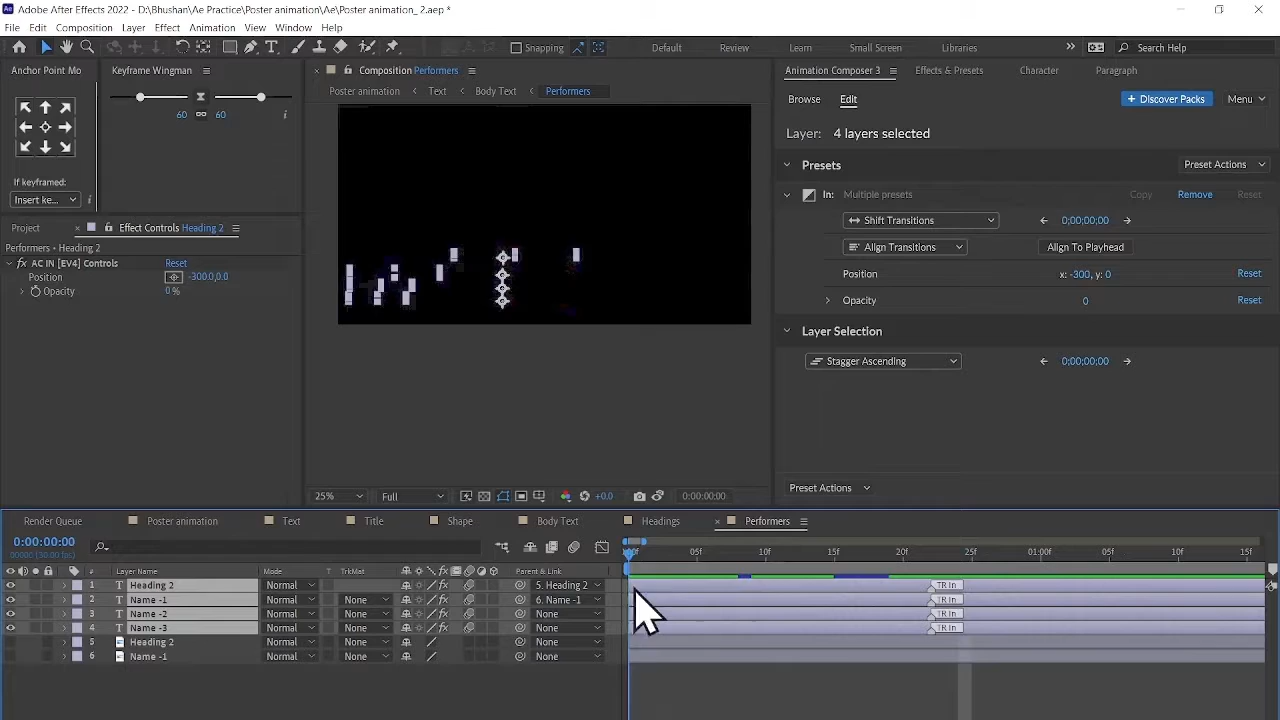 Adobe After Effects 2022 - D:\Bhushan\Ae Practice\Poster animation\Ae\Poster animation_ 2.aep *
File Edit Composition Layer Effect Animation View Window Help
Snapping Default Review Learn Small Screen Libraries Search Help
Anchor Point Mo Keyframe Wingman Composition Performers Animation Composer 3 Effects & Presets Character Paragraph
Poster animation Text Body Text Performers
Browse Edit + Discover Packs Menu
60 60
Layer: 4 layers selected
Presets Preset Actions
If keyframed:
Insert ke...
In: Multiple presets Copy Remove Reset
Shift Transitions 0;00;00;00
Project Effect Controls Heading 2
Performers • Heading 2
Align Transitions Align To Playhead
fx AC IN [EV4] Controls Reset
Position -300.0,0.0
Position x: -300, y: 0 Reset
Opacity 0 %
Opacity 0 Reset
Layer Selection
Stagger Ascending 0;00;00;00
Preset Actions
25% Full +0.0 0:00:00:00
Render Queue Poster animation Text Title Shape Body Text Headings Performers
0:00:00:00
00000 (30.00 fps)
05f 10f 15f 20f 25f 01:00f 05f 10f 15f
# Layer Name Mode T TrkMat Parent & Link
1 T Heading 2 Normal 5. Heading 2 TR In
2 T Name -1 Normal None 6. Name -1 TR In
3 T Name -2 Normal None None TR In
4 T Name -3 Normal None None TR In
5 Heading 2 Normal None None
6 Name -1 Normal None None